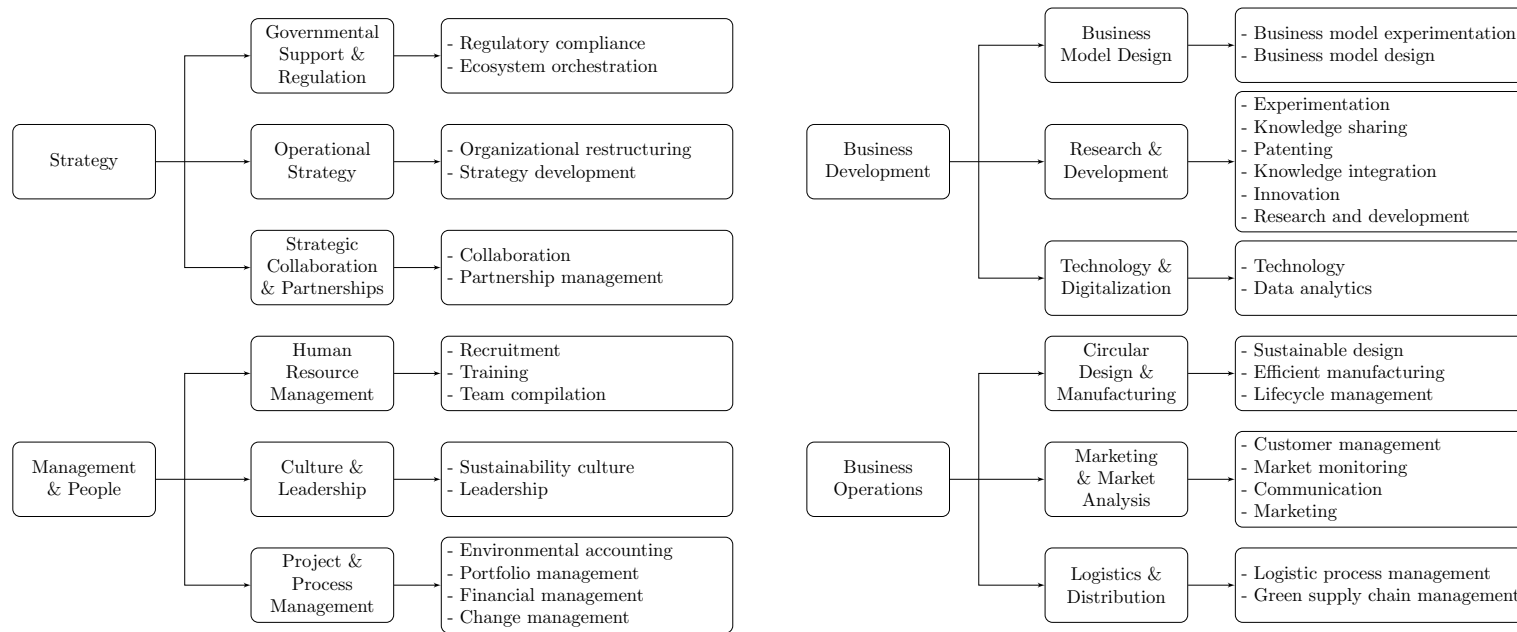 Strategy
Governmental
Support &
Regulation
- Regulatory compliance
- Ecosystem orchestration
Operational
Strategy
- Organizational restructuring
- Strategy development
Strategic
Collaboration
& Partnerships
- Collaboration
- Partnership management
Management
& People
Human
Resource
Management
- Recruitment
- Training
- Team compilation
Culture &
Leadership
- Sustainability culture
- Leadership
Project &
Process
Management
- Environmental accounting
- Portfolio management
- Financial management
- Change management
Business
Development
Business
Model Design
- Business model experimentation
- Business model design
Research &
Development
- Experimentation
- Knowledge sharing
- Patenting
- Knowledge integration
- Innovation
- Research and development
Technology &
Digitalization
- Technology
- Data analytics
Business
Operations
Circular
Design &
Manufacturing
- Sustainable design
- Efficient manufacturing
- Lifecycle management
Marketing
& Market
Analysis
- Customer management
- Market monitoring
- Communication
- Marketing
Logistics &
Distribution
- Logistic process management
- Green supply chain management